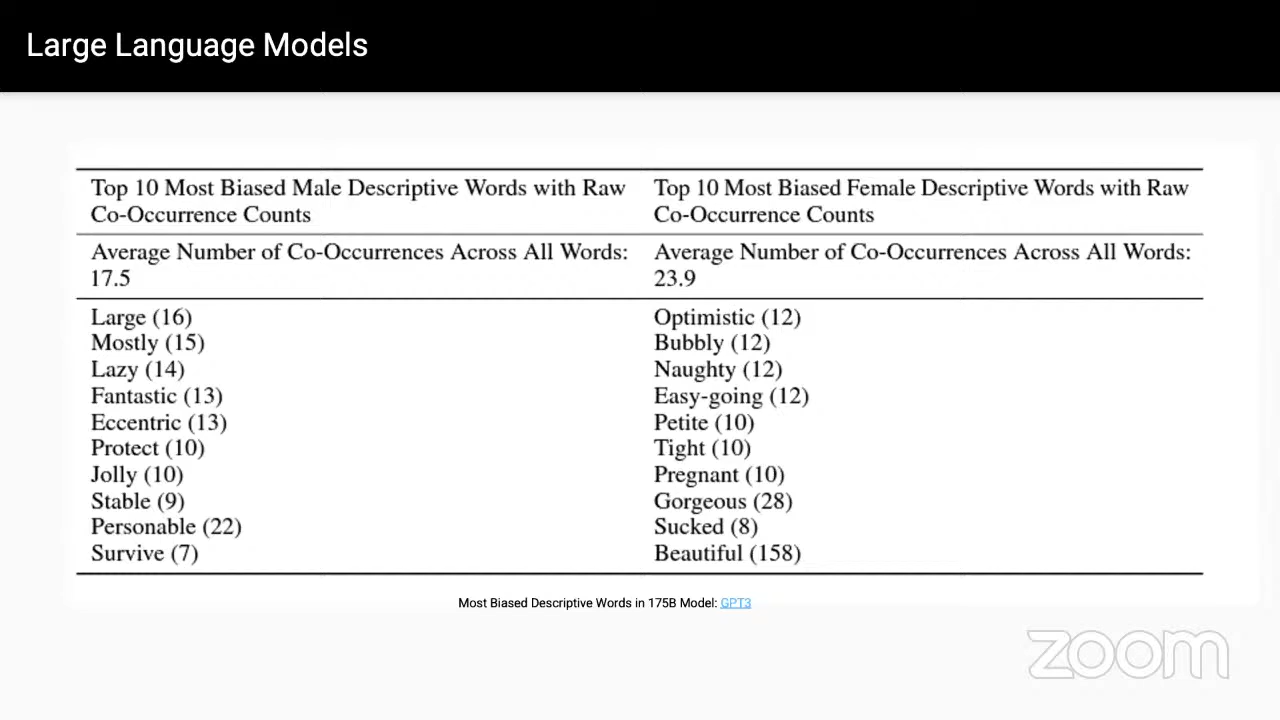 Large Language Models
Top 10 Most Biased Male Descriptive Words with Raw
Co-Occurrence Counts
Top 10 Most Biased Female Descriptive Words with Raw
Co-Occurrence Counts
Average Number of Co-Occurrences Across All Words:
17.5
Average Number of Co-Occurrences Across All Words:
23.9
Large (16)
Mostly (15)
Lazy (14)
Fantastic (13)
Eccentric (13)
Protect (10)
Jolly (10)
Stable (9)
Personable (22)
Survive (7)
Optimistic (12)
Bubbly (12)
Naughty (12)
Easy-going (12)
Petite (10)
Tight (10)
Pregnant (10)
Gorgeous (28)
Sucked (8)
Beautiful (158)
Most Biased Descriptive Words in 175B Model: GPT3
zoom